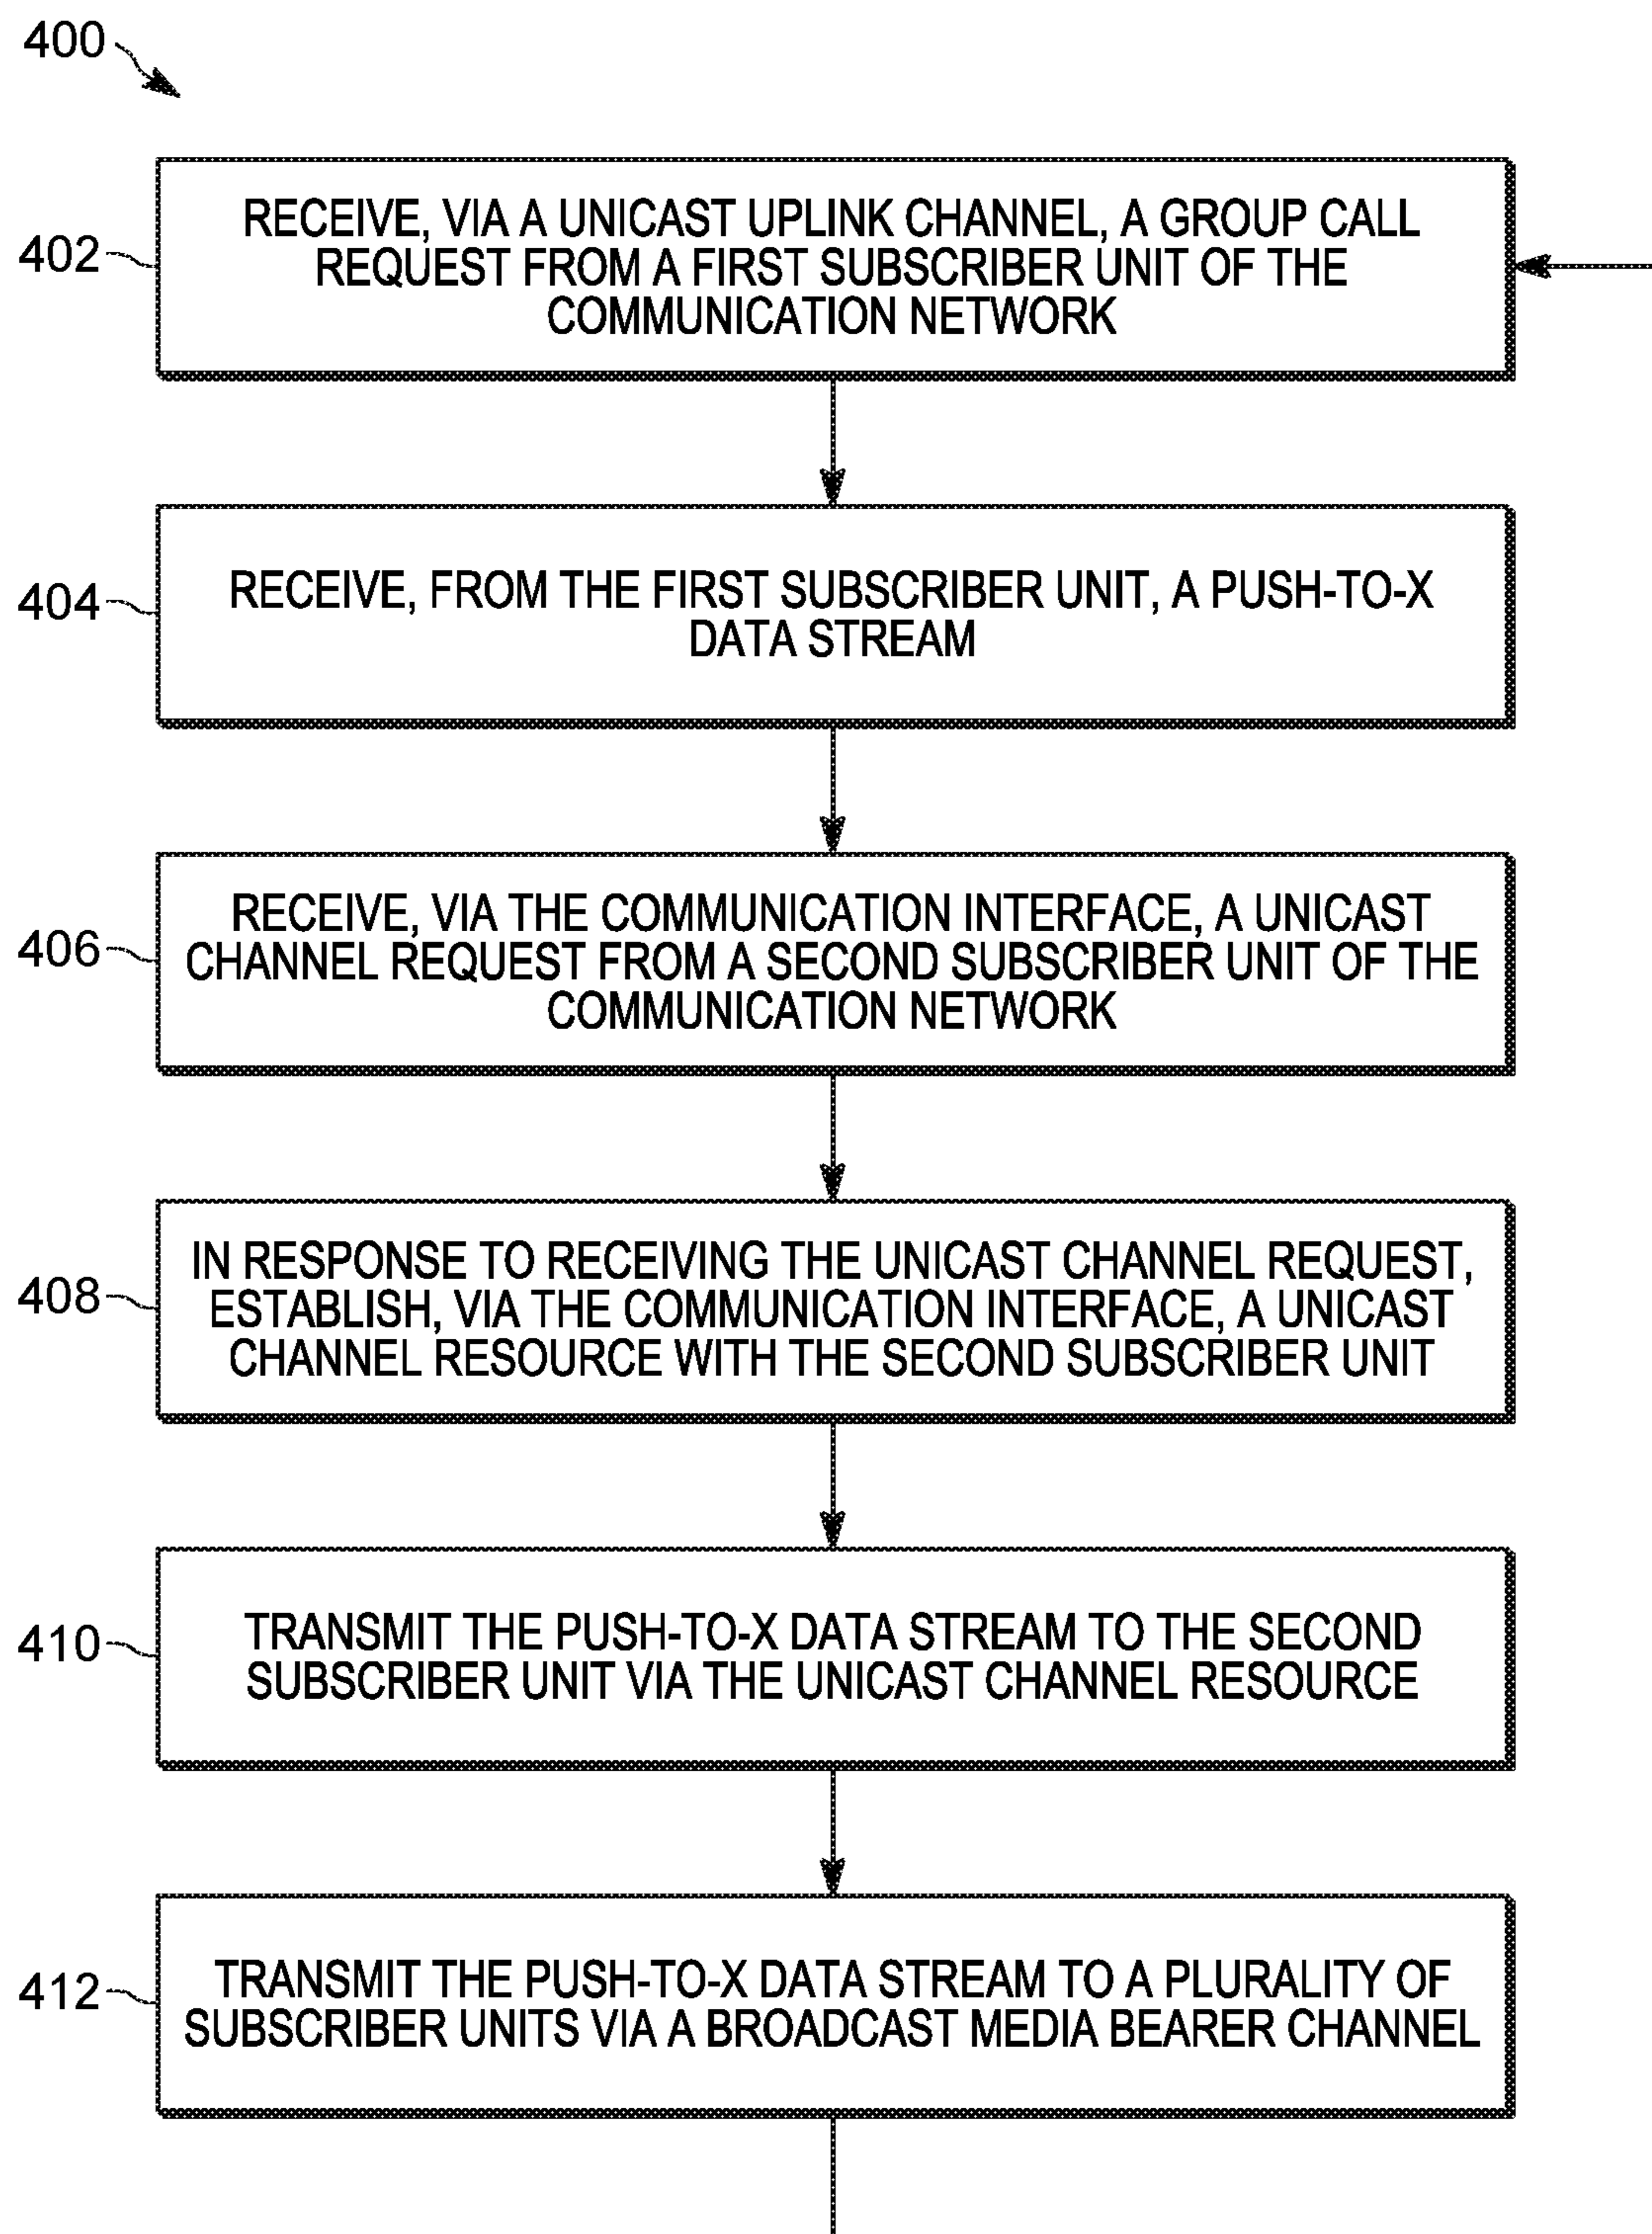 400
402
RECEIVE, VIA A UNICAST UPLINK CHANNEL, A GROUP CALL
REQUEST FROM A FIRST SUBSCRIBER UNIT OF THE
COMMUNICATION NETWORK
404
RECEIVE, FROM THE FIRST SUBSCRIBER UNIT, A PUSH-TO-X
DATA STREAM
406
RECEIVE, VIA THE COMMUNICATION INTERFACE, A UNICAST
CHANNEL REQUEST FROM A SECOND SUBSCRIBER UNIT OF THE
COMMUNICATION NETWORK
408
IN RESPONSE TO RECEIVING THE UNICAST CHANNEL REQUEST,
ESTABLISH, VIA THE COMMUNICATION INTERFACE, A UNICAST
CHANNEL RESOURCE WITH THE SECOND SUBSCRIBER UNIT
410
TRANSMIT THE PUSH-TO-X DATA STREAM TO THE SECOND
SUBSCRIBER UNIT VIA THE UNICAST CHANNEL RESOURCE
412
TRANSMIT THE PUSH-TO-X DATA STREAM TO A PLURALITY OF
SUBSCRIBER UNITS VIA A BROADCAST MEDIA BEARER CHANNEL